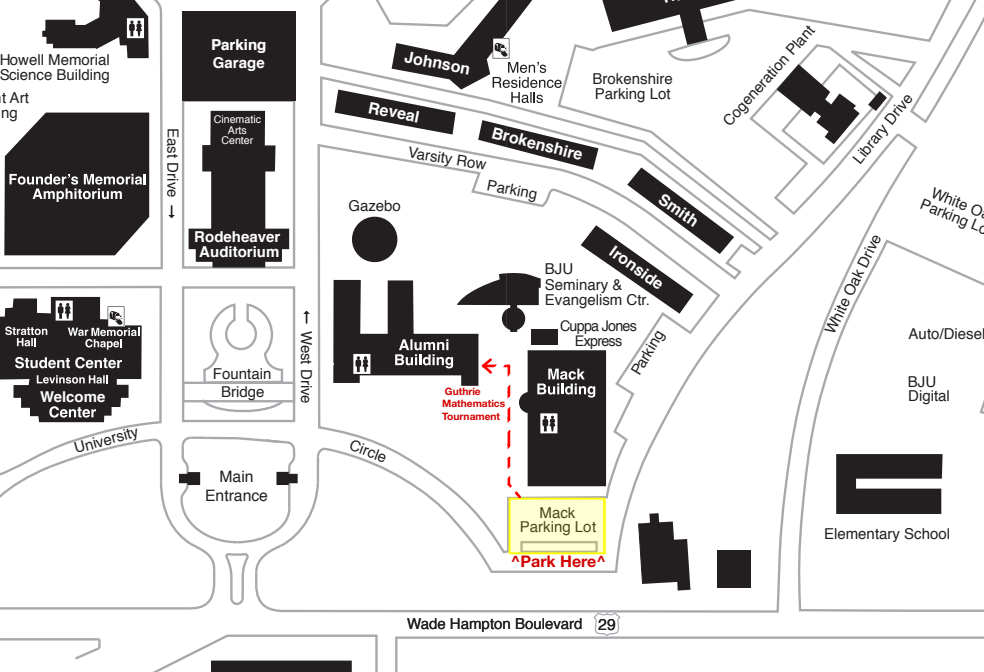 Howell Memorial
Science Building
nt Art
ng
Parking
Garage
Cinematic
Arts
Center
East Drive →
Founder's Memorial
Amphitorium
Rodeheaver
Auditorium
Johnson
Men's
Residence
Halls
Brokenshire
Parking Lot
Cogeneration Plant
Library Drive
Reveal
Brokenshire
Varsity Row
Parking
Smith
Ironside
White Oa
Parking Lo
White Oak Drive
Gazebo
BJU
Seminary &
Evangelism Ctr.
Cuppa Jones
Express
Parking
Stratton
Hall
War Memorial
Chapel
Student Center
Levinson Hall
Welcome
Center
Fountain
Bridge
← West Drive
Alumni
Building
Guthrie
Mathematics
Tournament
Mack
Building
Auto/Diesel
BJU
Digital
University
Circle
Main
Entrance
Mack
Parking Lot
^Park Here^
Elementary School
Wade Hampton Boulevard 29